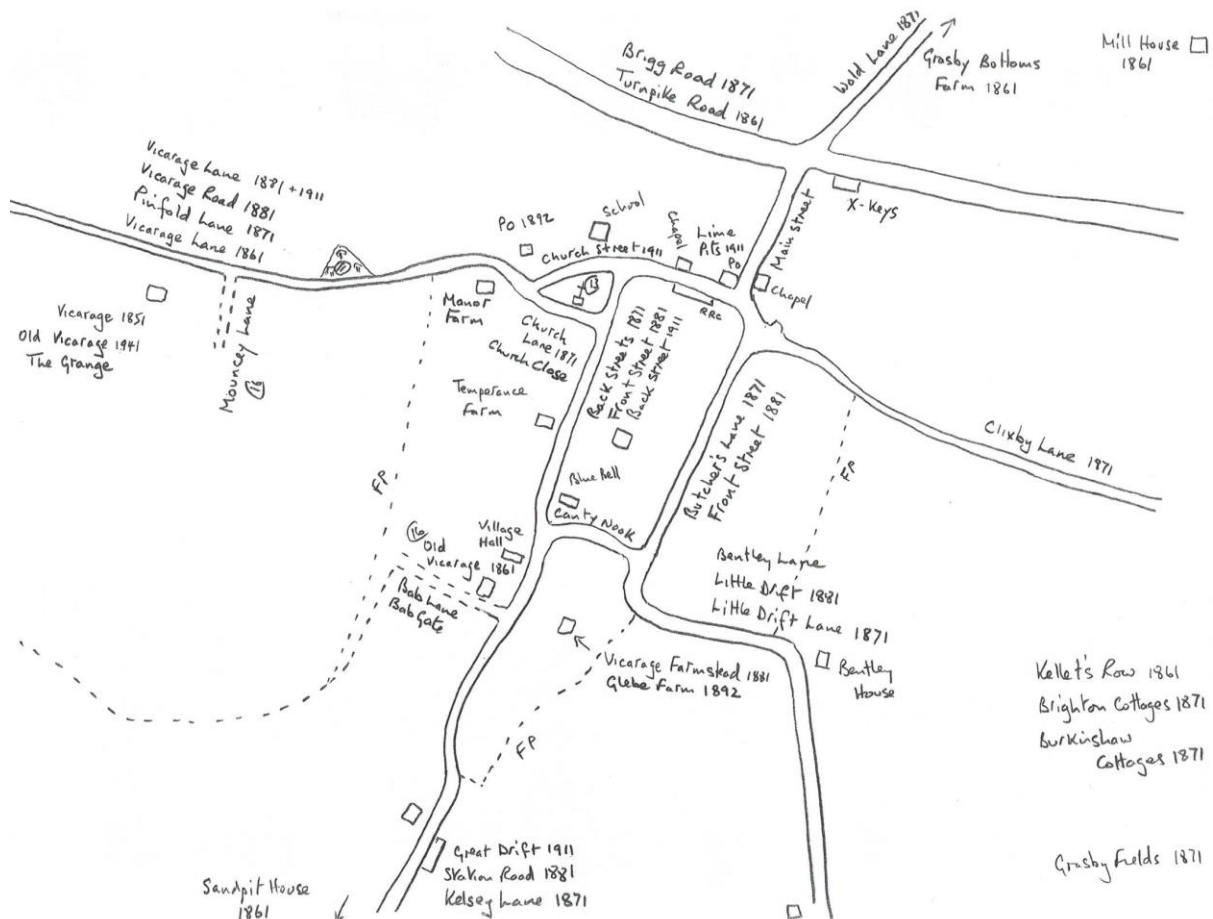 Brigg Road 1871
Turnpike Road 1861
Wold Lane 1871
Grasby Bottoms
Farm 1861
Mill House
1861
Vicarage Lane 1881+1911
Vicarage Road 1881
Pinfold Lane 1871
Vicarage Lane 1861
PO 1892
School
Church Street 1911
Chapel
Lime
Pits 1911
PO
Main Street
X-Keys
Chapel
RRC
Vicarage 1851
Old Vicarage 1941
The Grange
Mouncey Lane
16
Manor
Farm
13
Church
Lane 1871
Church Close
Back Streets 1871
Front Street 1881
Back Street 1911
Temperance
Farm
Butcher's Lane 1871
Front Street 1881
Clixby Lane 1871
FP
FP
Blue Bell
Canty Nook
Village
Hall
16
Old
Vicarage 1861
Bab Lane
Bab Gate
Bentley Lane
Little Drift 1881
Little Drift Lane 1871
Bentley
House
Vicarage Farmstead 1881
Glebe Farm 1892
FP
Kellet's Row 1861
Brighton Cottages 1871
Burkinshaw
Cottages 1871
Great Drift 1911
Station Road 1881
Kelsey Lane 1871
Grasby Fields 1871
Sandpit House
1861